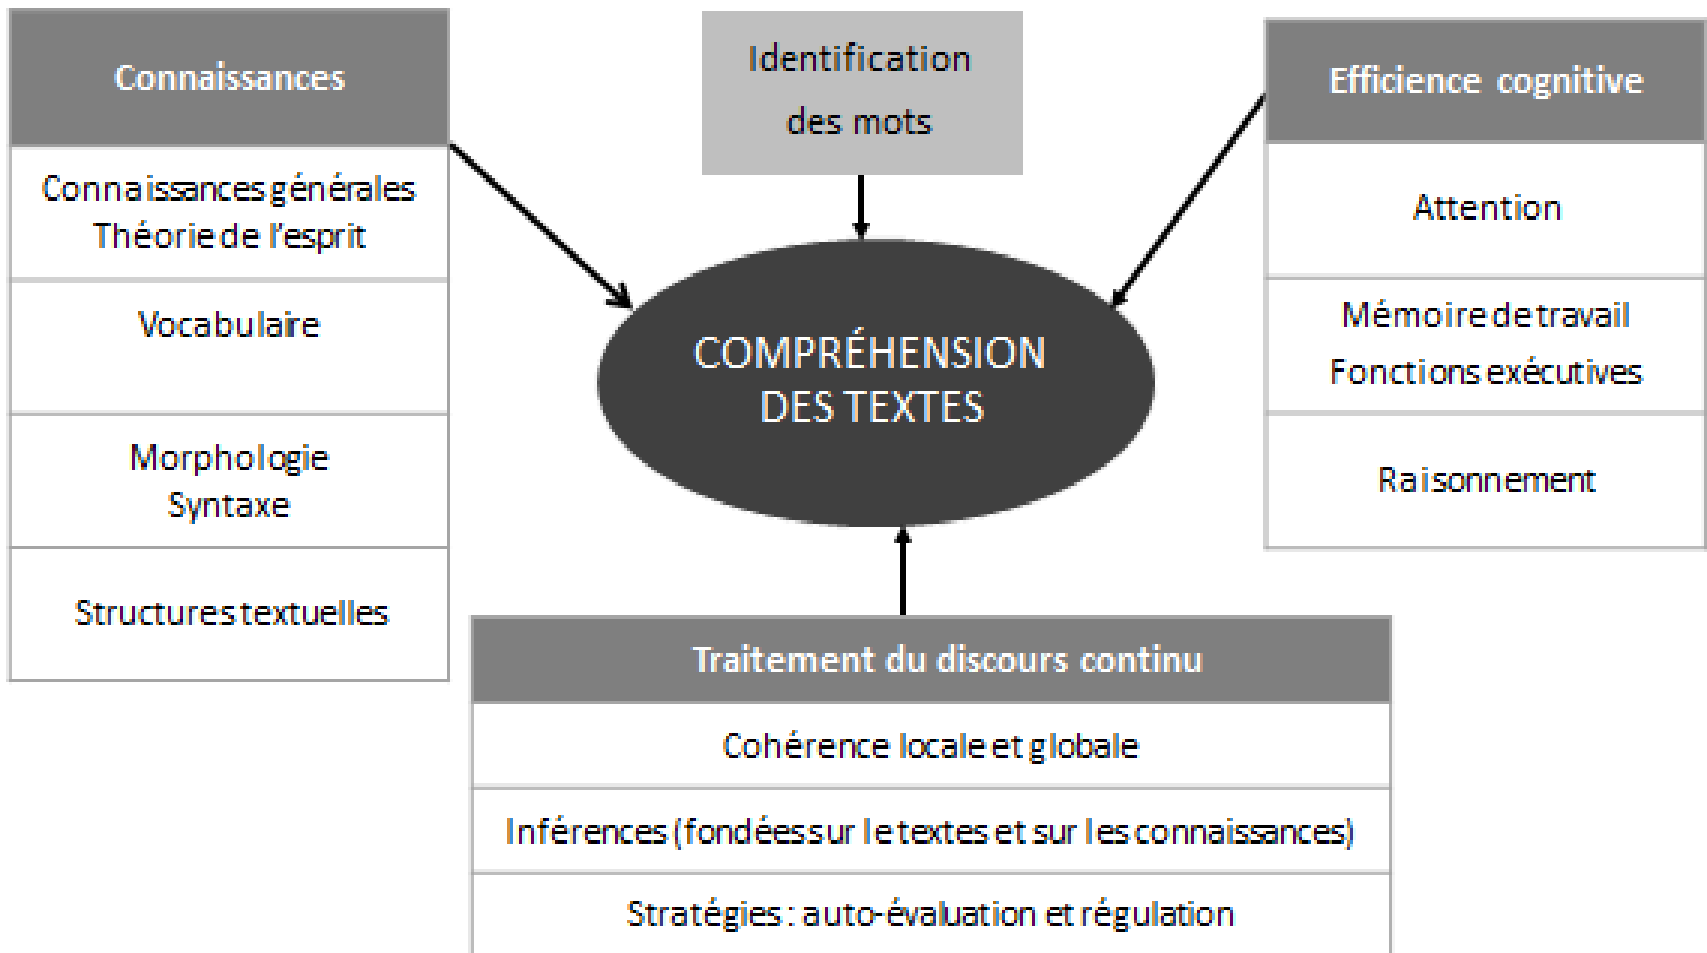 Connaissances
Connaissances générales
Théorie de l'esprit
Vocabulaire
Morphologie
Syntaxe
Structures textuelles
Identification
des mots
COMPRÉHENSION
DES TEXTES
Efficience cognitive
Attention
Mémoire de travail
Fonctions exécutives
Raisonnement
Traitement du discours continu
Cohérence locale et globale
Inférences (fondées sur le textes et sur les connaissances)
Stratégies : auto-évaluation et régulation